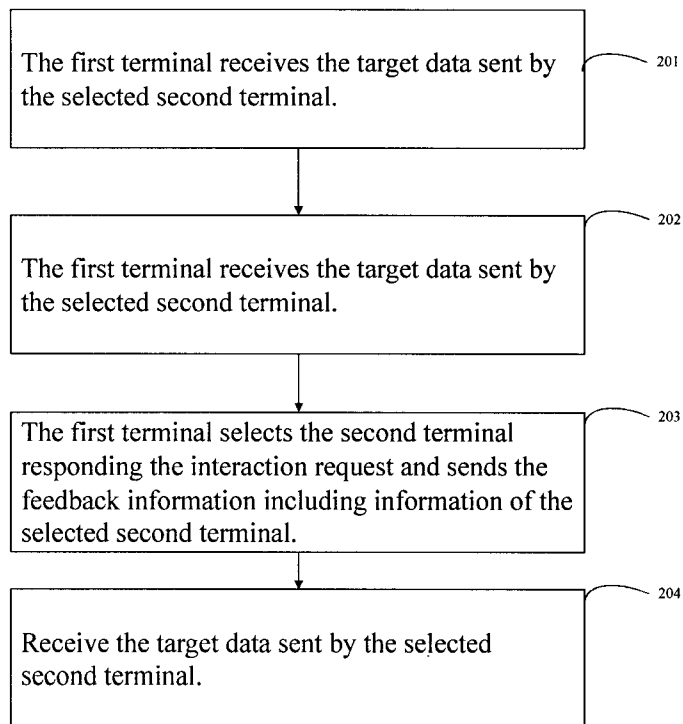 The first terminal receives the target data sent by
the selected second terminal.
201
The first terminal receives the target data sent by
the selected second terminal.
202
The first terminal selects the second terminal
responding the interaction request and sends the
feedback information including information of the
selected second terminal.
203
Receive the target data sent by the selected
second terminal.
204